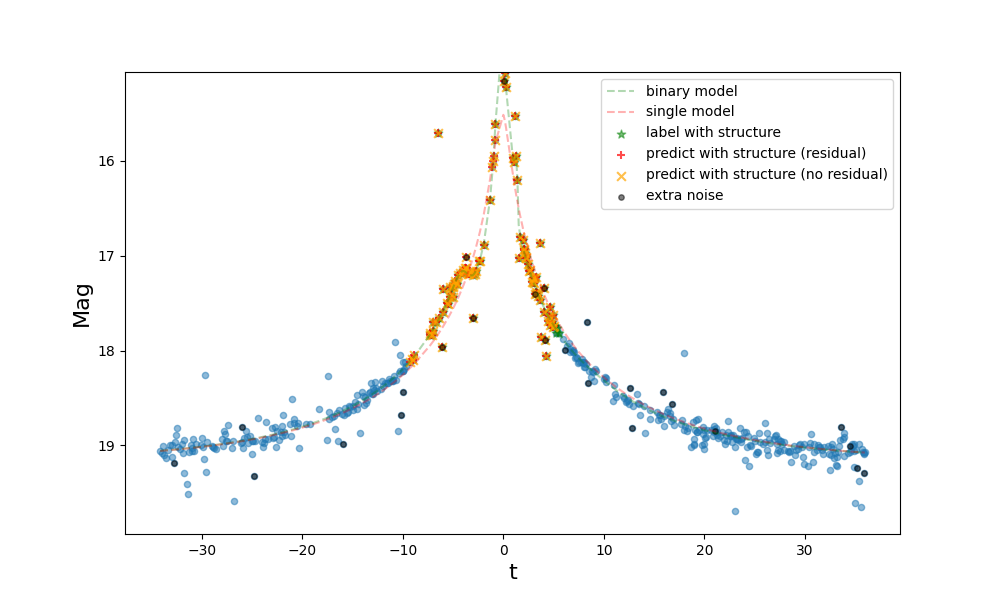 binary model
single model
label with structure
predict with structure (residual)
predict with structure (no residual)
extra noise
16
17
18
19
Mag
−30
−20
−10
0
10
20
30
t